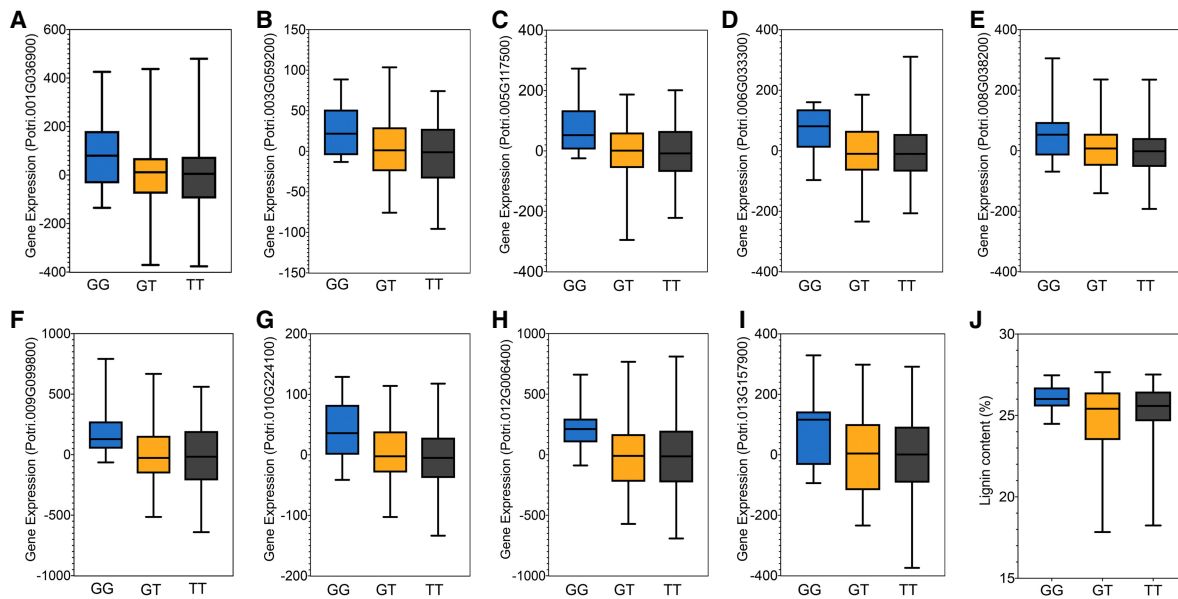 A
Gene Expression (Potri.001G036900)
600
400
200
0
-200
-400
GG GT TT
B
Gene Expression (Potri.003G059200)
150
100
50
0
-50
-100
-150
GG GT TT
C
Gene Expression (Potri.005G117500)
400
200
0
-200
-400
GG GT TT
D
Gene Expression (Potri.006G033300)
400
200
0
-200
-400
GG GT TT
E
Gene Expression (Potri.008G038200)
400
200
0
-200
-400
GG GT TT
F
Gene Expression (Potri.009G099800)
1000
500
0
-500
-1000
GG GT TT
G
Gene Expression (Potri.010G224100)
200
100
0
-100
-200
GG GT TT
H
Gene Expression (Potri.012G006400)
1000
500
0
-500
-1000
GG GT TT
I
Gene Expression (Potri.013G157900)
400
200
0
-200
-400
GG GT TT
J
Lignin content (%)
30
25
20
15
GG GT TT